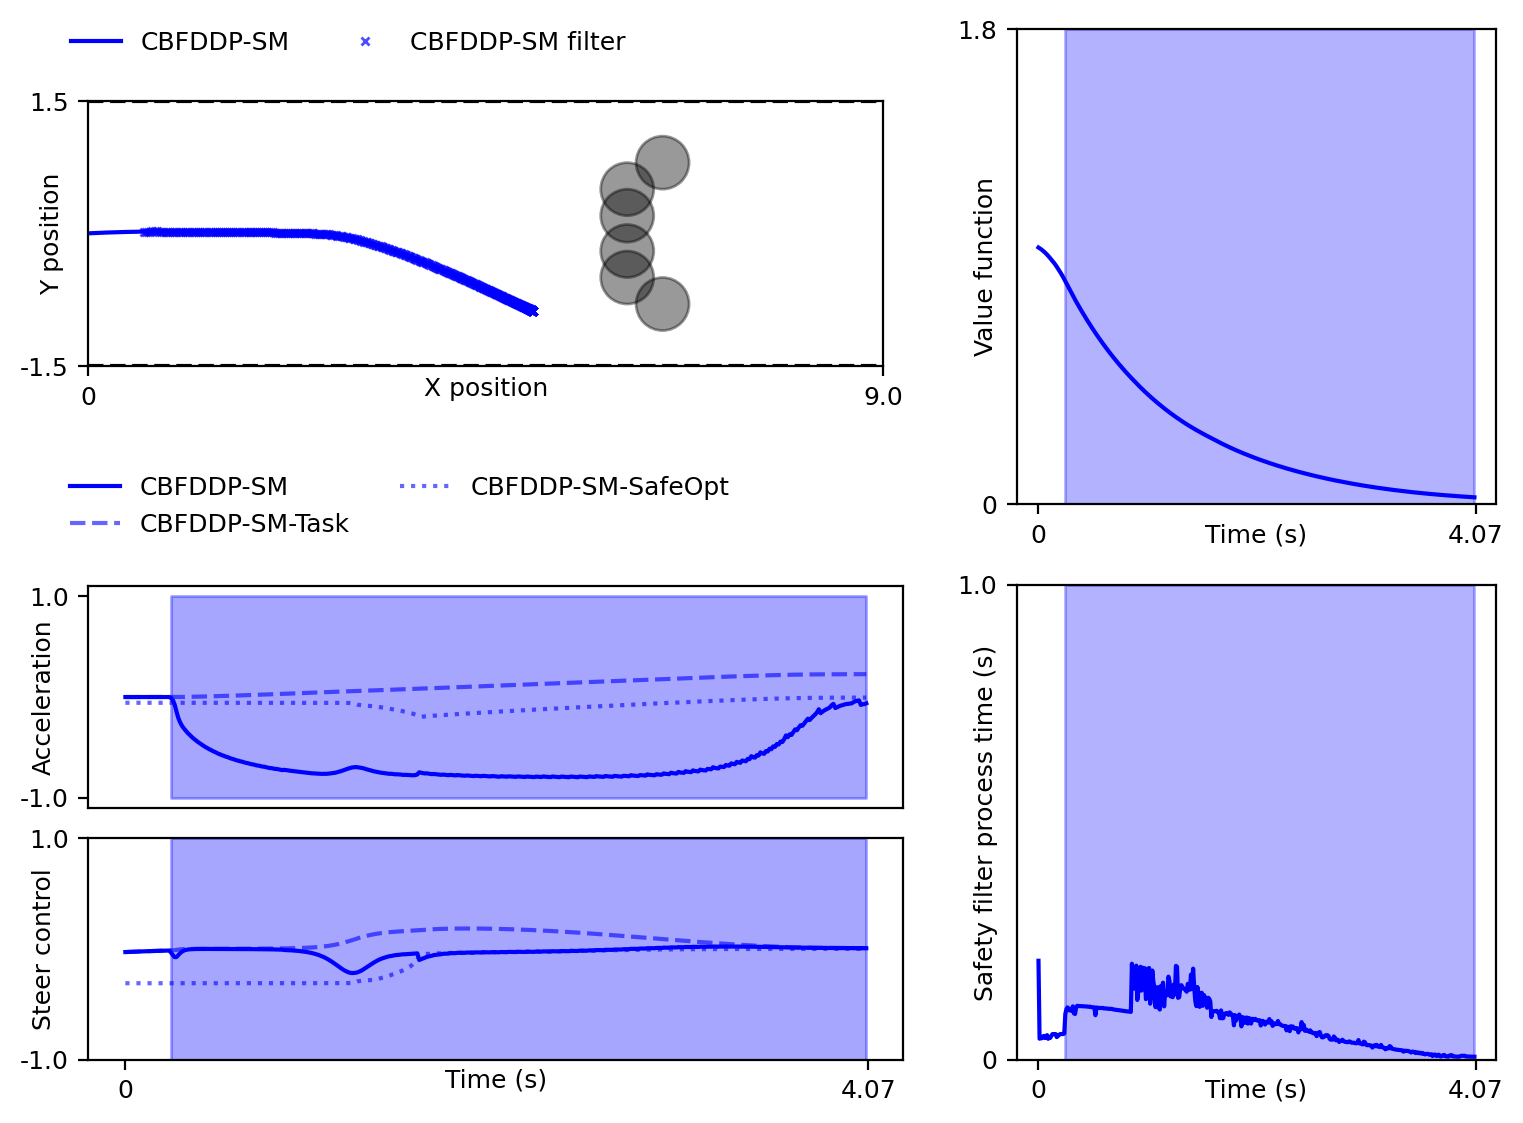 CBFDDP-SM
CBFDDP-SM filter
1.5
Y position
-1.5
0
X position
9.0
1.8
Value function
0
0
Time (s)
4.07
CBFDDP-SM
CBFDDP-SM-SafeOpt
CBFDDP-SM-Task
1.0
Acceleration
-1.0
1.0
Steer control
-1.0
0
Time (s)
4.07
1.0
Safety filter process time (s)
0
0
Time (s)
4.07